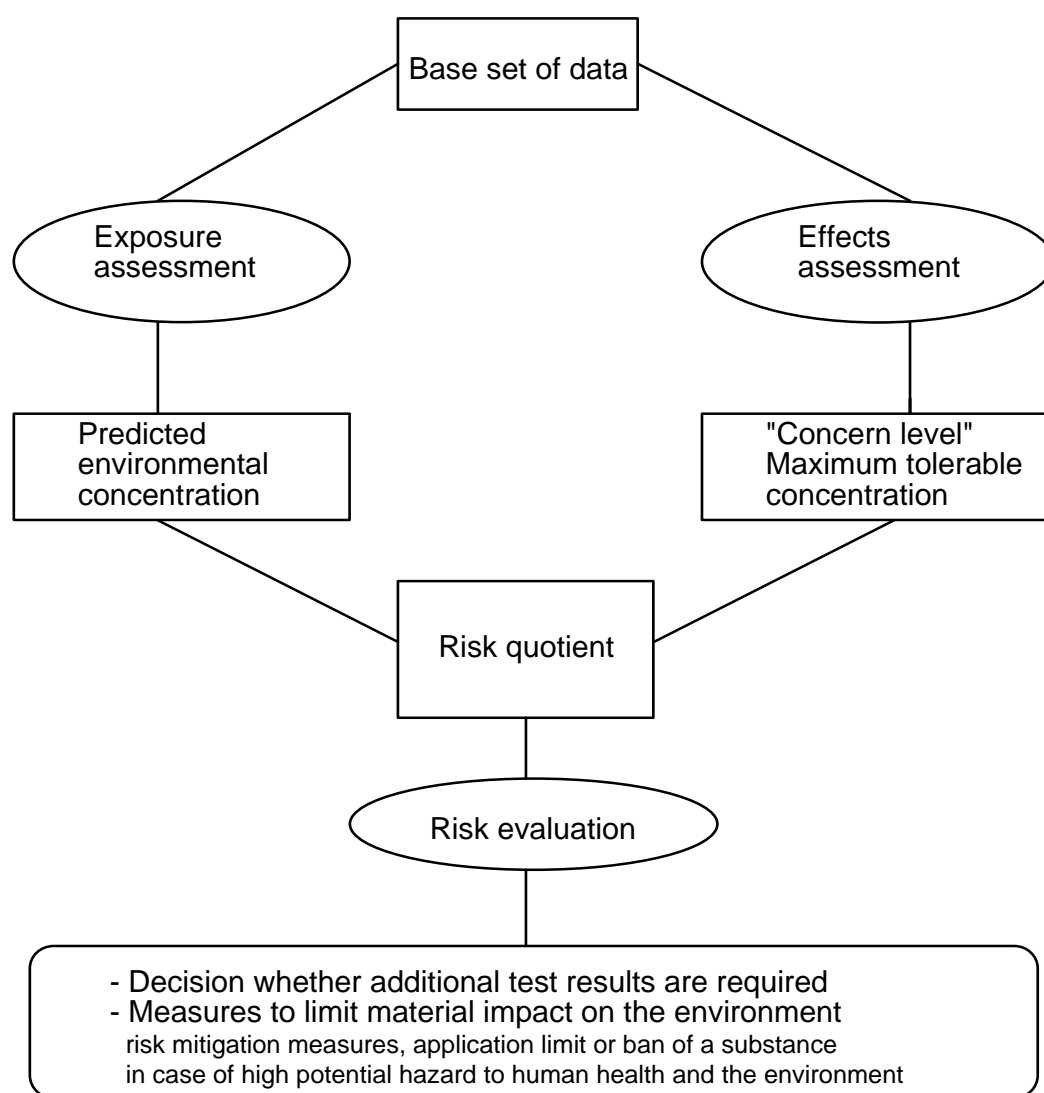 Base set of data
Exposure
assessment
Effects
assessment
Predicted
environmental
concentration
"Concern level"
Maximum tolerable
concentration
Risk quotient
Risk evaluation
- Decision whether additional test results are required
- Measures to limit material impact on the environment
risk mitigation measures, application limit or ban of a substance
in case of high potential hazard to human health and the environment